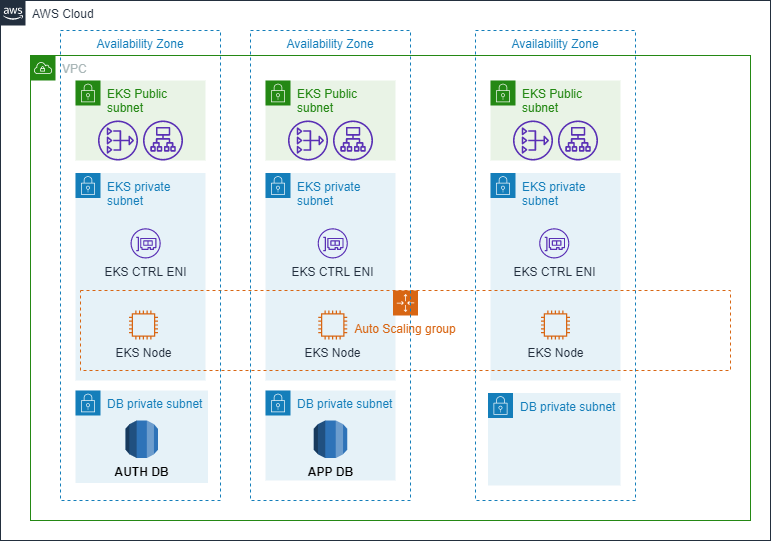 aws
AWS Cloud
Availability Zone
Availability Zone
Availability Zone
VPC
EKS Public
subnet
EKS Public
subnet
EKS Public
subnet
EKS private
subnet
EKS private
subnet
EKS private
subnet
EKS CTRL ENI
EKS CTRL ENI
EKS CTRL ENI
Auto Scaling group
EKS Node
EKS Node
EKS Node
DB private subnet
DB private subnet
DB private subnet
AUTH DB
APP DB